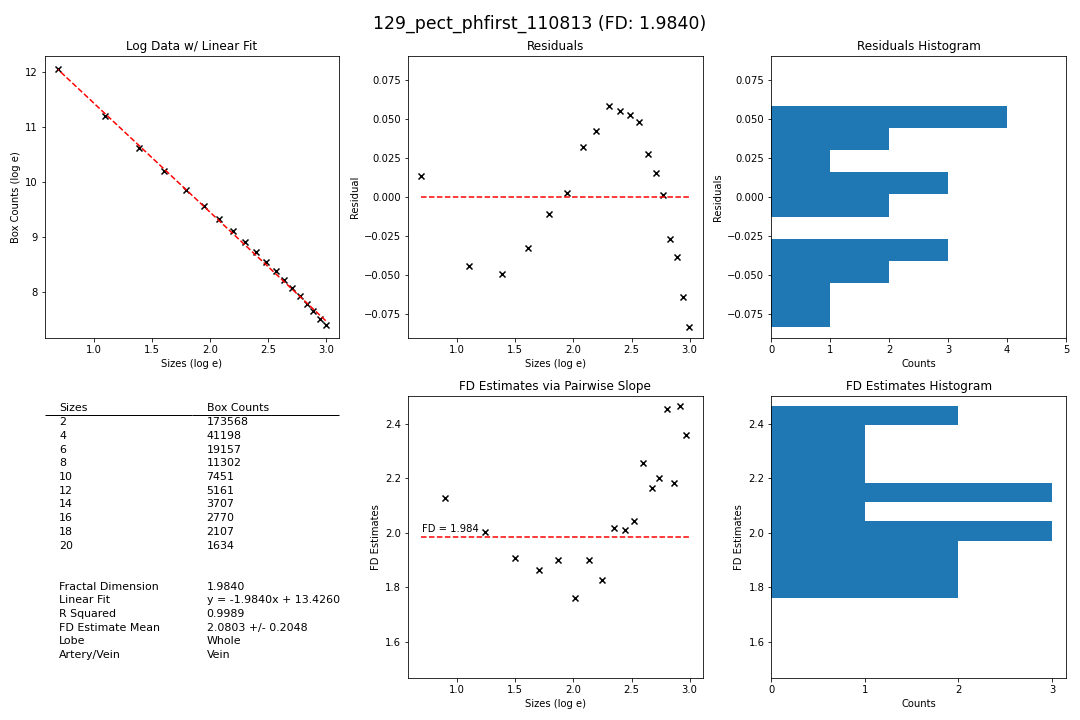 129_pect_phfirst_110813 (FD: 1.9840)
Log Data w/ Linear Fit
Box Counts (log e)
12
11
10
9
8
1.0 1.5 2.0 2.5 3.0
Sizes (log e)
Residuals
Residual
0.075
0.050
0.025
0.000
−0.025
−0.050
−0.075
1.0 1.5 2.0 2.5 3.0
Sizes (log e)
Residuals Histogram
Residuals
0.075
0.050
0.025
0.000
−0.025
−0.050
−0.075
0 1 2 3 4 5
Counts
Sizes Box Counts
2 173568
4 41198
6 19157
8 11302
10 7451
12 5161
14 3707
16 2770
18 2107
20 1634
Fractal Dimension 1.9840
Linear Fit y = -1.9840x + 13.4260
R Squared 0.9989
FD Estimate Mean 2.0803 +/- 0.2048
Lobe Whole
Artery/Vein Vein
FD Estimates via Pairwise Slope
FD Estimates
2.4
2.2
2.0
1.8
1.6
FD = 1.984
1.0 1.5 2.0 2.5 3.0
Sizes (log e)
FD Estimates Histogram
FD Estimates
2.4
2.2
2.0
1.8
1.6
0 1 2 3
Counts